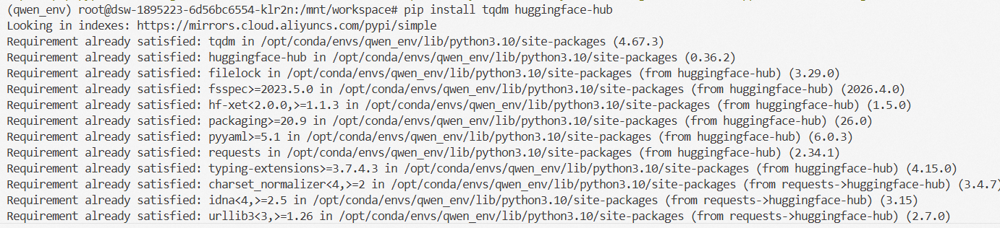 (qwen_env) root@dsw-1895223-6d56bc6554-klr2n:/mnt/workspace# pip install tqdm huggingface-hub
Looking in indexes: https://mirrors.cloud.aliyuncs.com/pypi/simple
Requirement already satisfied: tqdm in /opt/conda/envs/qwen_env/lib/python3.10/site-packages (4.67.3)
Requirement already satisfied: huggingface-hub in /opt/conda/envs/qwen_env/lib/python3.10/site-packages (0.36.2)
Requirement already satisfied: filelock in /opt/conda/envs/qwen_env/lib/python3.10/site-packages (from huggingface-hub) (3.29.0)
Requirement already satisfied: fsspec>=2023.5.0 in /opt/conda/envs/qwen_env/lib/python3.10/site-packages (from huggingface-hub) (2026.4.0)
Requirement already satisfied: hf-xet<2.0.0,>=1.1.3 in /opt/conda/envs/qwen_env/lib/python3.10/site-packages (from huggingface-hub) (1.5.0)
Requirement already satisfied: packaging>=20.9 in /opt/conda/envs/qwen_env/lib/python3.10/site-packages (from huggingface-hub) (26.0)
Requirement already satisfied: pyyaml>=5.1 in /opt/conda/envs/qwen_env/lib/python3.10/site-packages (from huggingface-hub) (6.0.3)
Requirement already satisfied: requests in /opt/conda/envs/qwen_env/lib/python3.10/site-packages (from huggingface-hub) (2.34.1)
Requirement already satisfied: typing-extensions>=3.7.4.3 in /opt/conda/envs/qwen_env/lib/python3.10/site-packages (from huggingface-hub) (4.15.0)
Requirement already satisfied: charset_normalizer<4,>=2 in /opt/conda/envs/qwen_env/lib/python3.10/site-packages (from requests->huggingface-hub) (3.4.7)
Requirement already satisfied: idna<4,>=2.5 in /opt/conda/envs/qwen_env/lib/python3.10/site-packages (from requests->huggingface-hub) (3.15)
Requirement already satisfied: urllib3<3,>=1.26 in /opt/conda/envs/qwen_env/lib/python3.10/site-packages (from requests->huggingface-hub) (2.7.0)